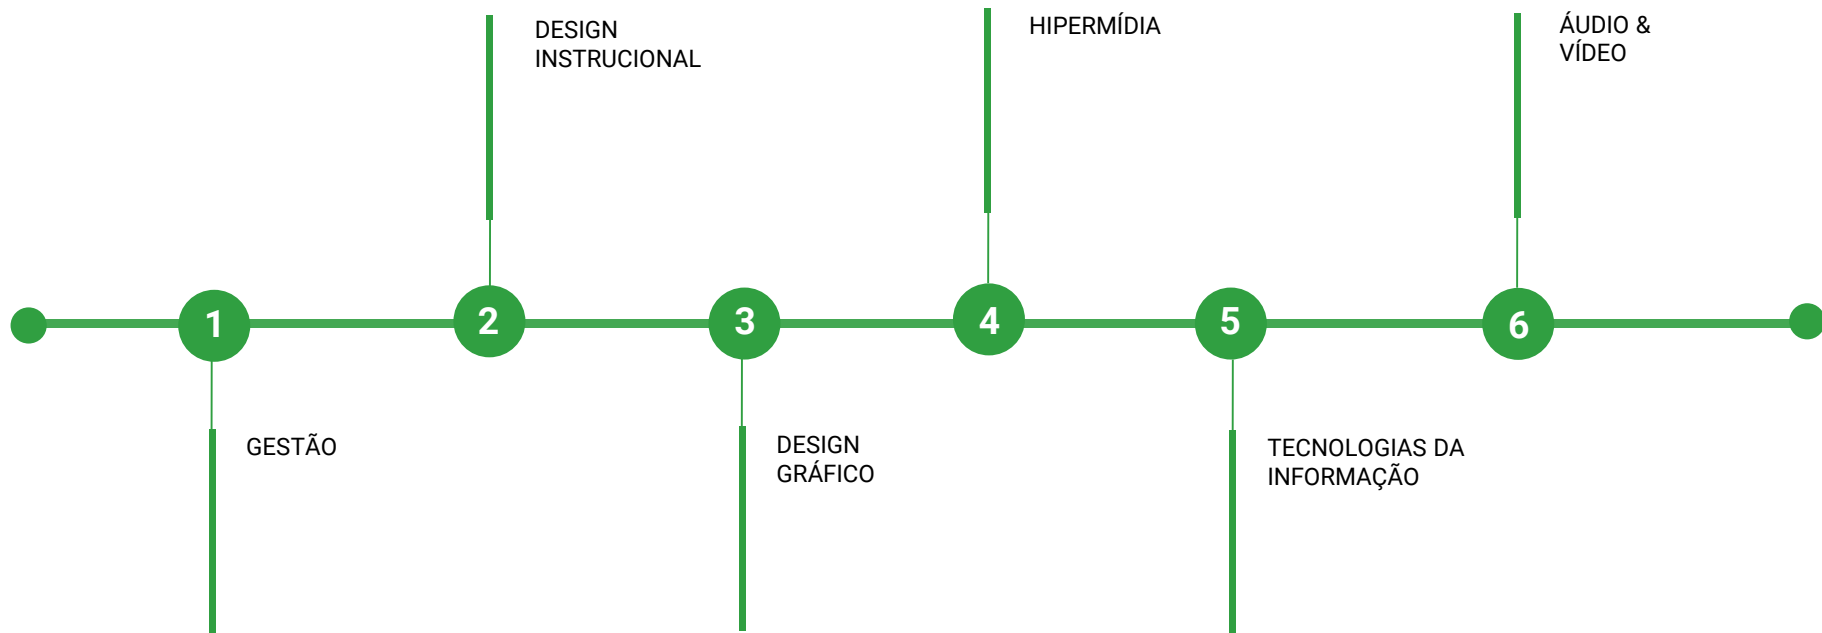 DESIGN
INSTRUCIONAL
HIPERMÍDIA
ÁUDIO &
VÍDEO
1
2
3
4
5
6
GESTÃO
DESIGN
GRÁFICO
TECNOLOGIAS DA
INFORMAÇÃO